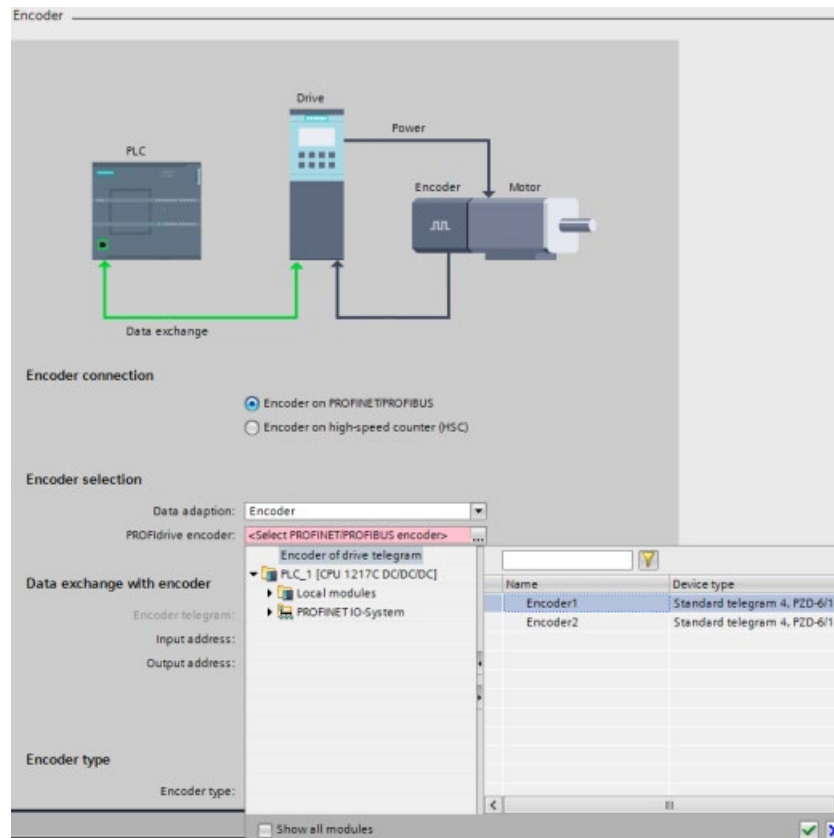 Encoder
Drive
Power
PLC
Encoder Motor
Data exchange
Encoder connection
Encoder on PROFINET/PROFIBUS
Encoder on high-speed counter (HSC)
Encoder selection
Data adaption: Encoder
PROFIdrive encoder: <Select PROFINET/PROFIBUS encoder> ...
Encoder of drive telegram
Data exchange with encoder
PLC_1 [CPU 1217C DC/DC/DC]
Local modules
PROFINET IO-System
Name Device type
Encoder1 Standard telegram 4, PZD-6/1
Encoder2 Standard telegram 4, PZD-6/1
Encoder telegram:
Input address:
Output address:
Encoder type
Encoder type:
Show all modules